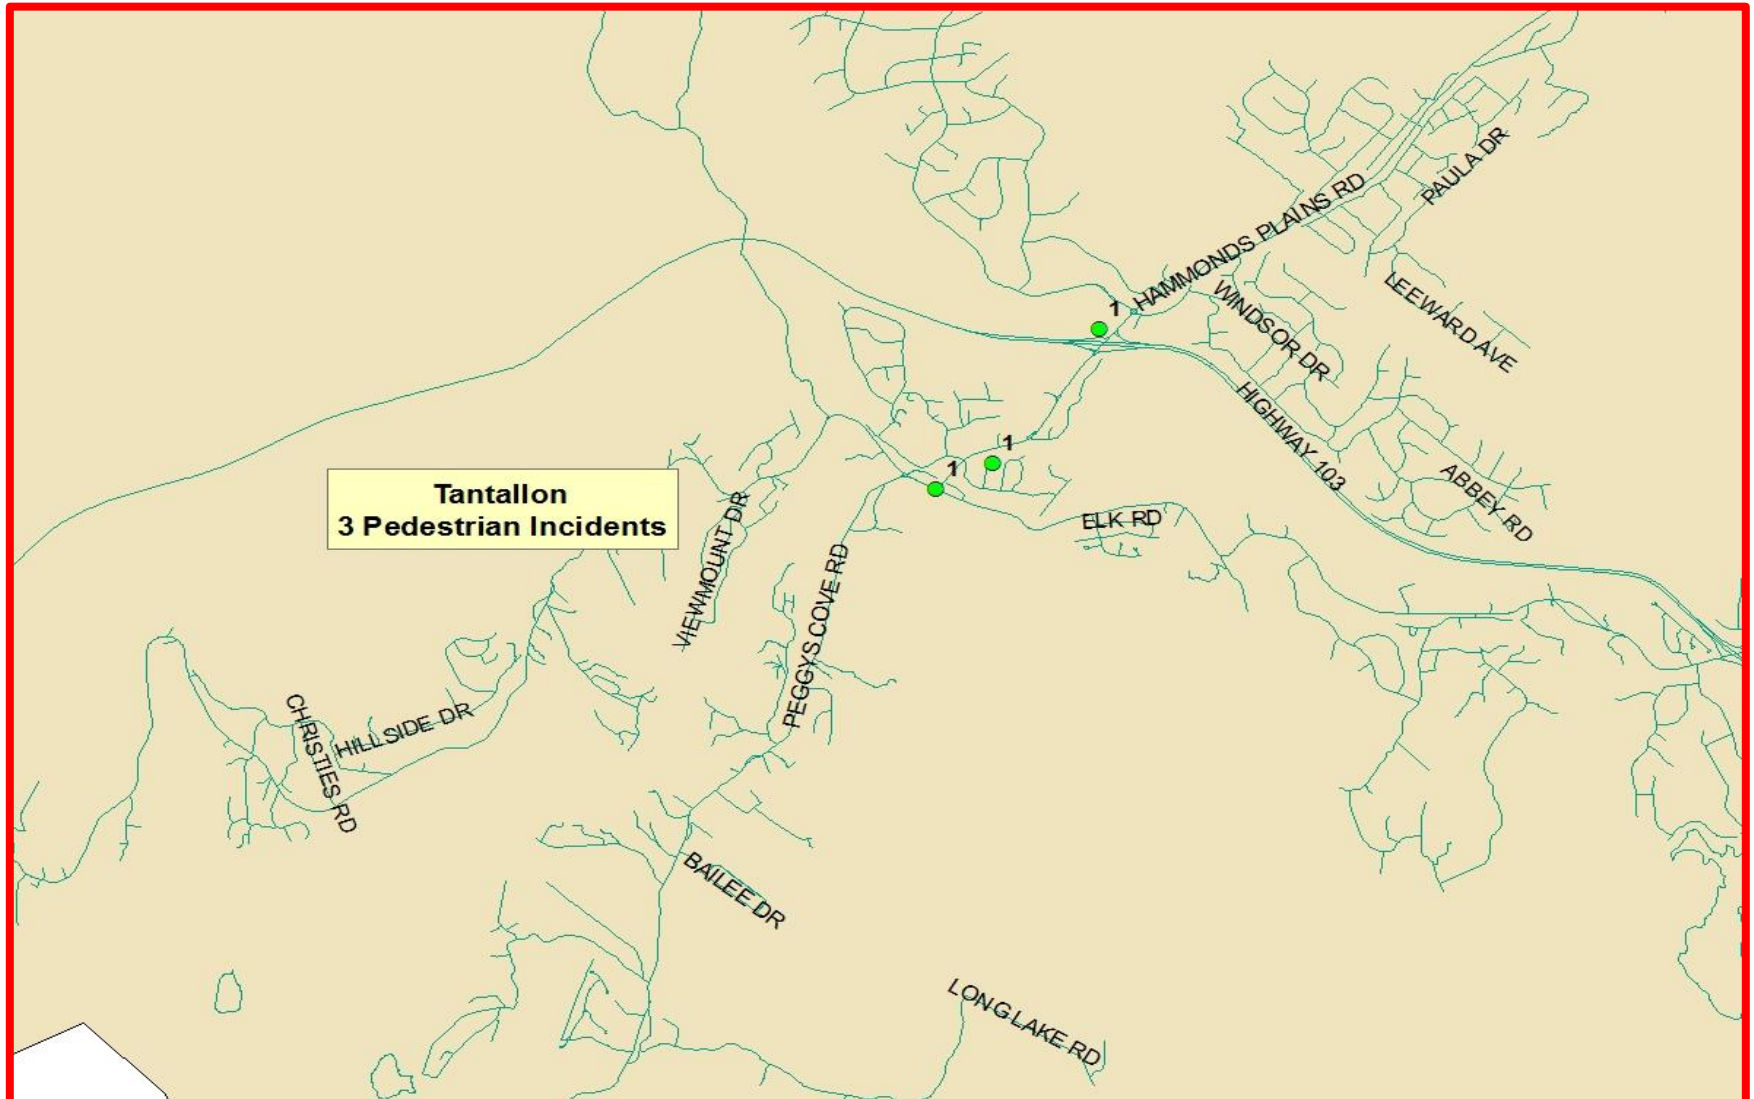 PAULA DR
HAMMONDS PLAINS RD
LEEWARD AVE
WINDSOR DR
1
HIGHWAY 103
1
1
ABBEY RD
Tantallon
3 Pedestrian Incidents
VIEWMOUNT DR
ELK RD
PEGGYS COVE RD
CHRISTIES RD
HILLSIDE DR
BAILEE DR
LONG LAKE RD